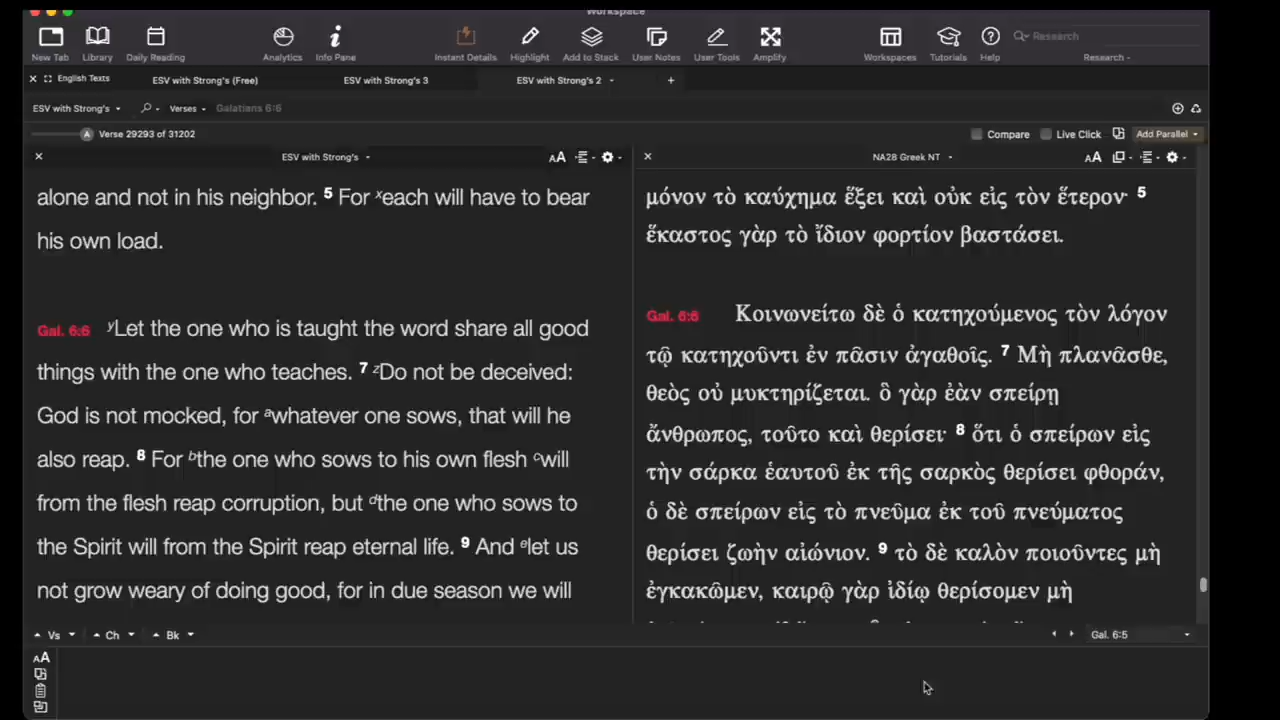 Workspace
New Tab Library Daily Reading Analytics Info Pane Instant Details Highlight Add to Stack User Notes User Tools Amplify Workspaces Tutorials Help Research
Research
English Texts ESV with Strong's (Free) ESV with Strong's 3 ESV with Strong's 2 +
ESV with Strong's Verses Galatians 6:6
A Verse 29293 of 31202 Compare Live Click Add Parallel
ESV with Strong's
alone and not in his neighbor. 5 For xeach will have to bear
his own load.
Gal. 6:6 yLet the one who is taught the word share all good
things with the one who teaches. 7 zDo not be deceived:
God is not mocked, for awhatever one sows, that will he
also reap. 8 For bthe one who sows to his own flesh cwill
from the flesh reap corruption, but dthe one who sows to
the Spirit will from the Spirit reap eternal life. 9 And elet us
not grow weary of doing good, for in due season we will
NA28 Greek NT
μόνον τὸ καύχημα ἕξει καὶ οὐκ εἰς τὸν ἕτερον· 5
ἕκαστος γὰρ τὸ ἴδιον φορτίον βαστάσει.
Gal. 6:6 Κοινωνείτω δὲ ὁ κατηχούμενος τὸν λόγον
τῷ κατηχοῦντι ἐν πᾶσιν ἀγαθοῖς. 7 Μὴ πλανᾶσθε,
θεὸς οὐ μυκτηρίζεται. ὃ γὰρ ἐὰν σπείρῃ
ἄνθρωπος, τοῦτο καὶ θερίσει· 8 ὅτι ὁ σπείρων εἰς
τὴν σάρκα ἑαυτοῦ ἐκ τῆς σαρκὸς θερίσει φθοράν,
ὁ δὲ σπείρων εἰς τὸ πνεῦμα ἐκ τοῦ πνεύματος
θερίσει ζωὴν αἰώνιον. 9 τὸ δὲ καλὸν ποιοῦντες μὴ
ἐγκακῶμεν, καιρῷ γὰρ ἰδίῳ θερίσομεν μὴ
Vs Ch Bk Gal. 6:5